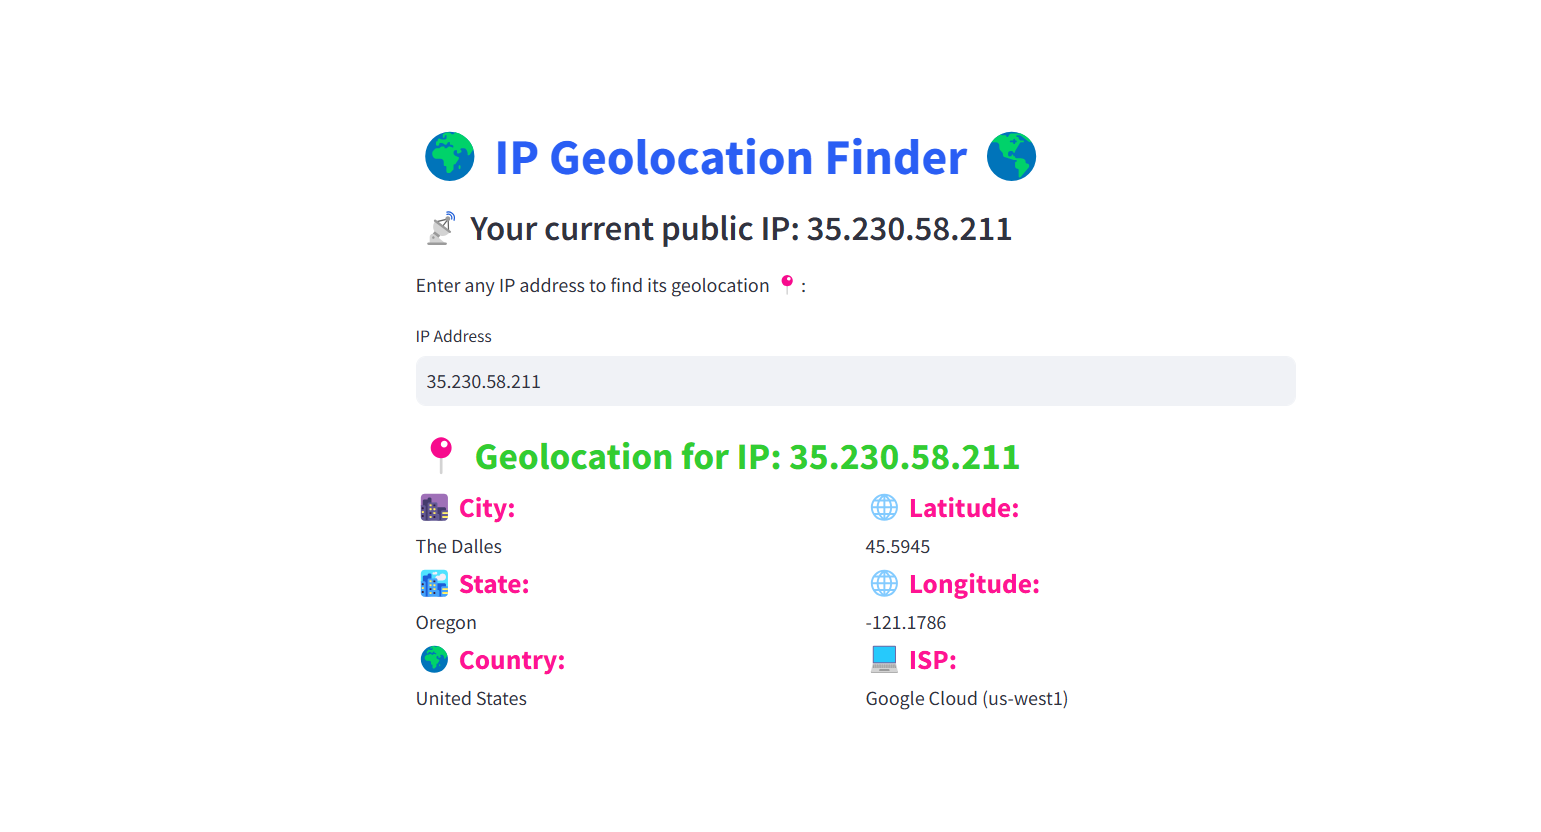 IP Geolocation Finder
Your current public IP: 35.230.58.211
Enter any IP address to find its geolocation 📍 :
IP Address
35.230.58.211
Geolocation for IP: 35.230.58.211
City:
The Dalles
State:
Oregon
Country:
United States
Latitude:
45.5945
Longitude:
-121.1786
ISP:
Google Cloud (us-west1)